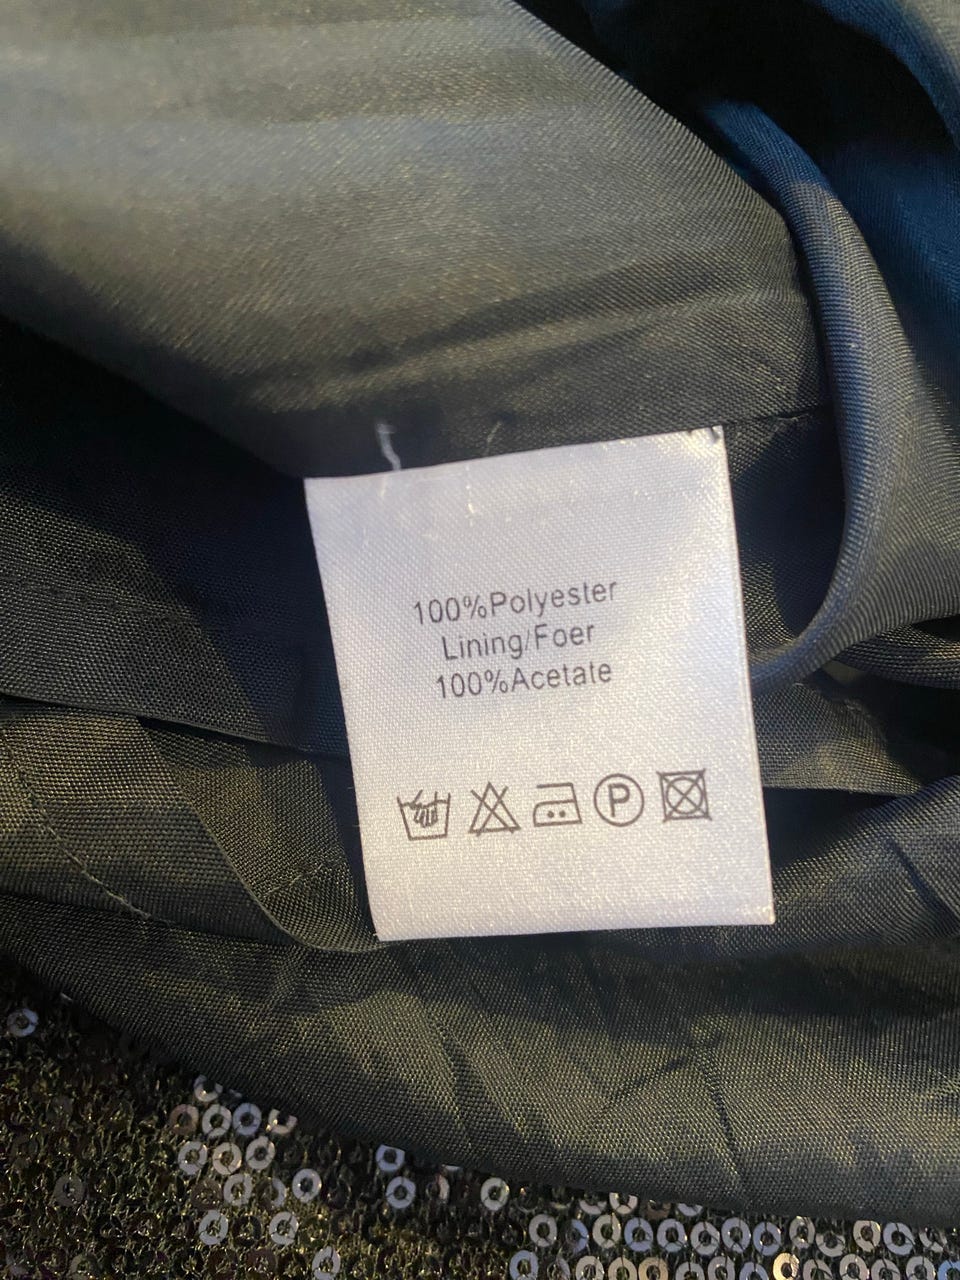 100%Polyester
Lining/Foer
100%Acetate
P